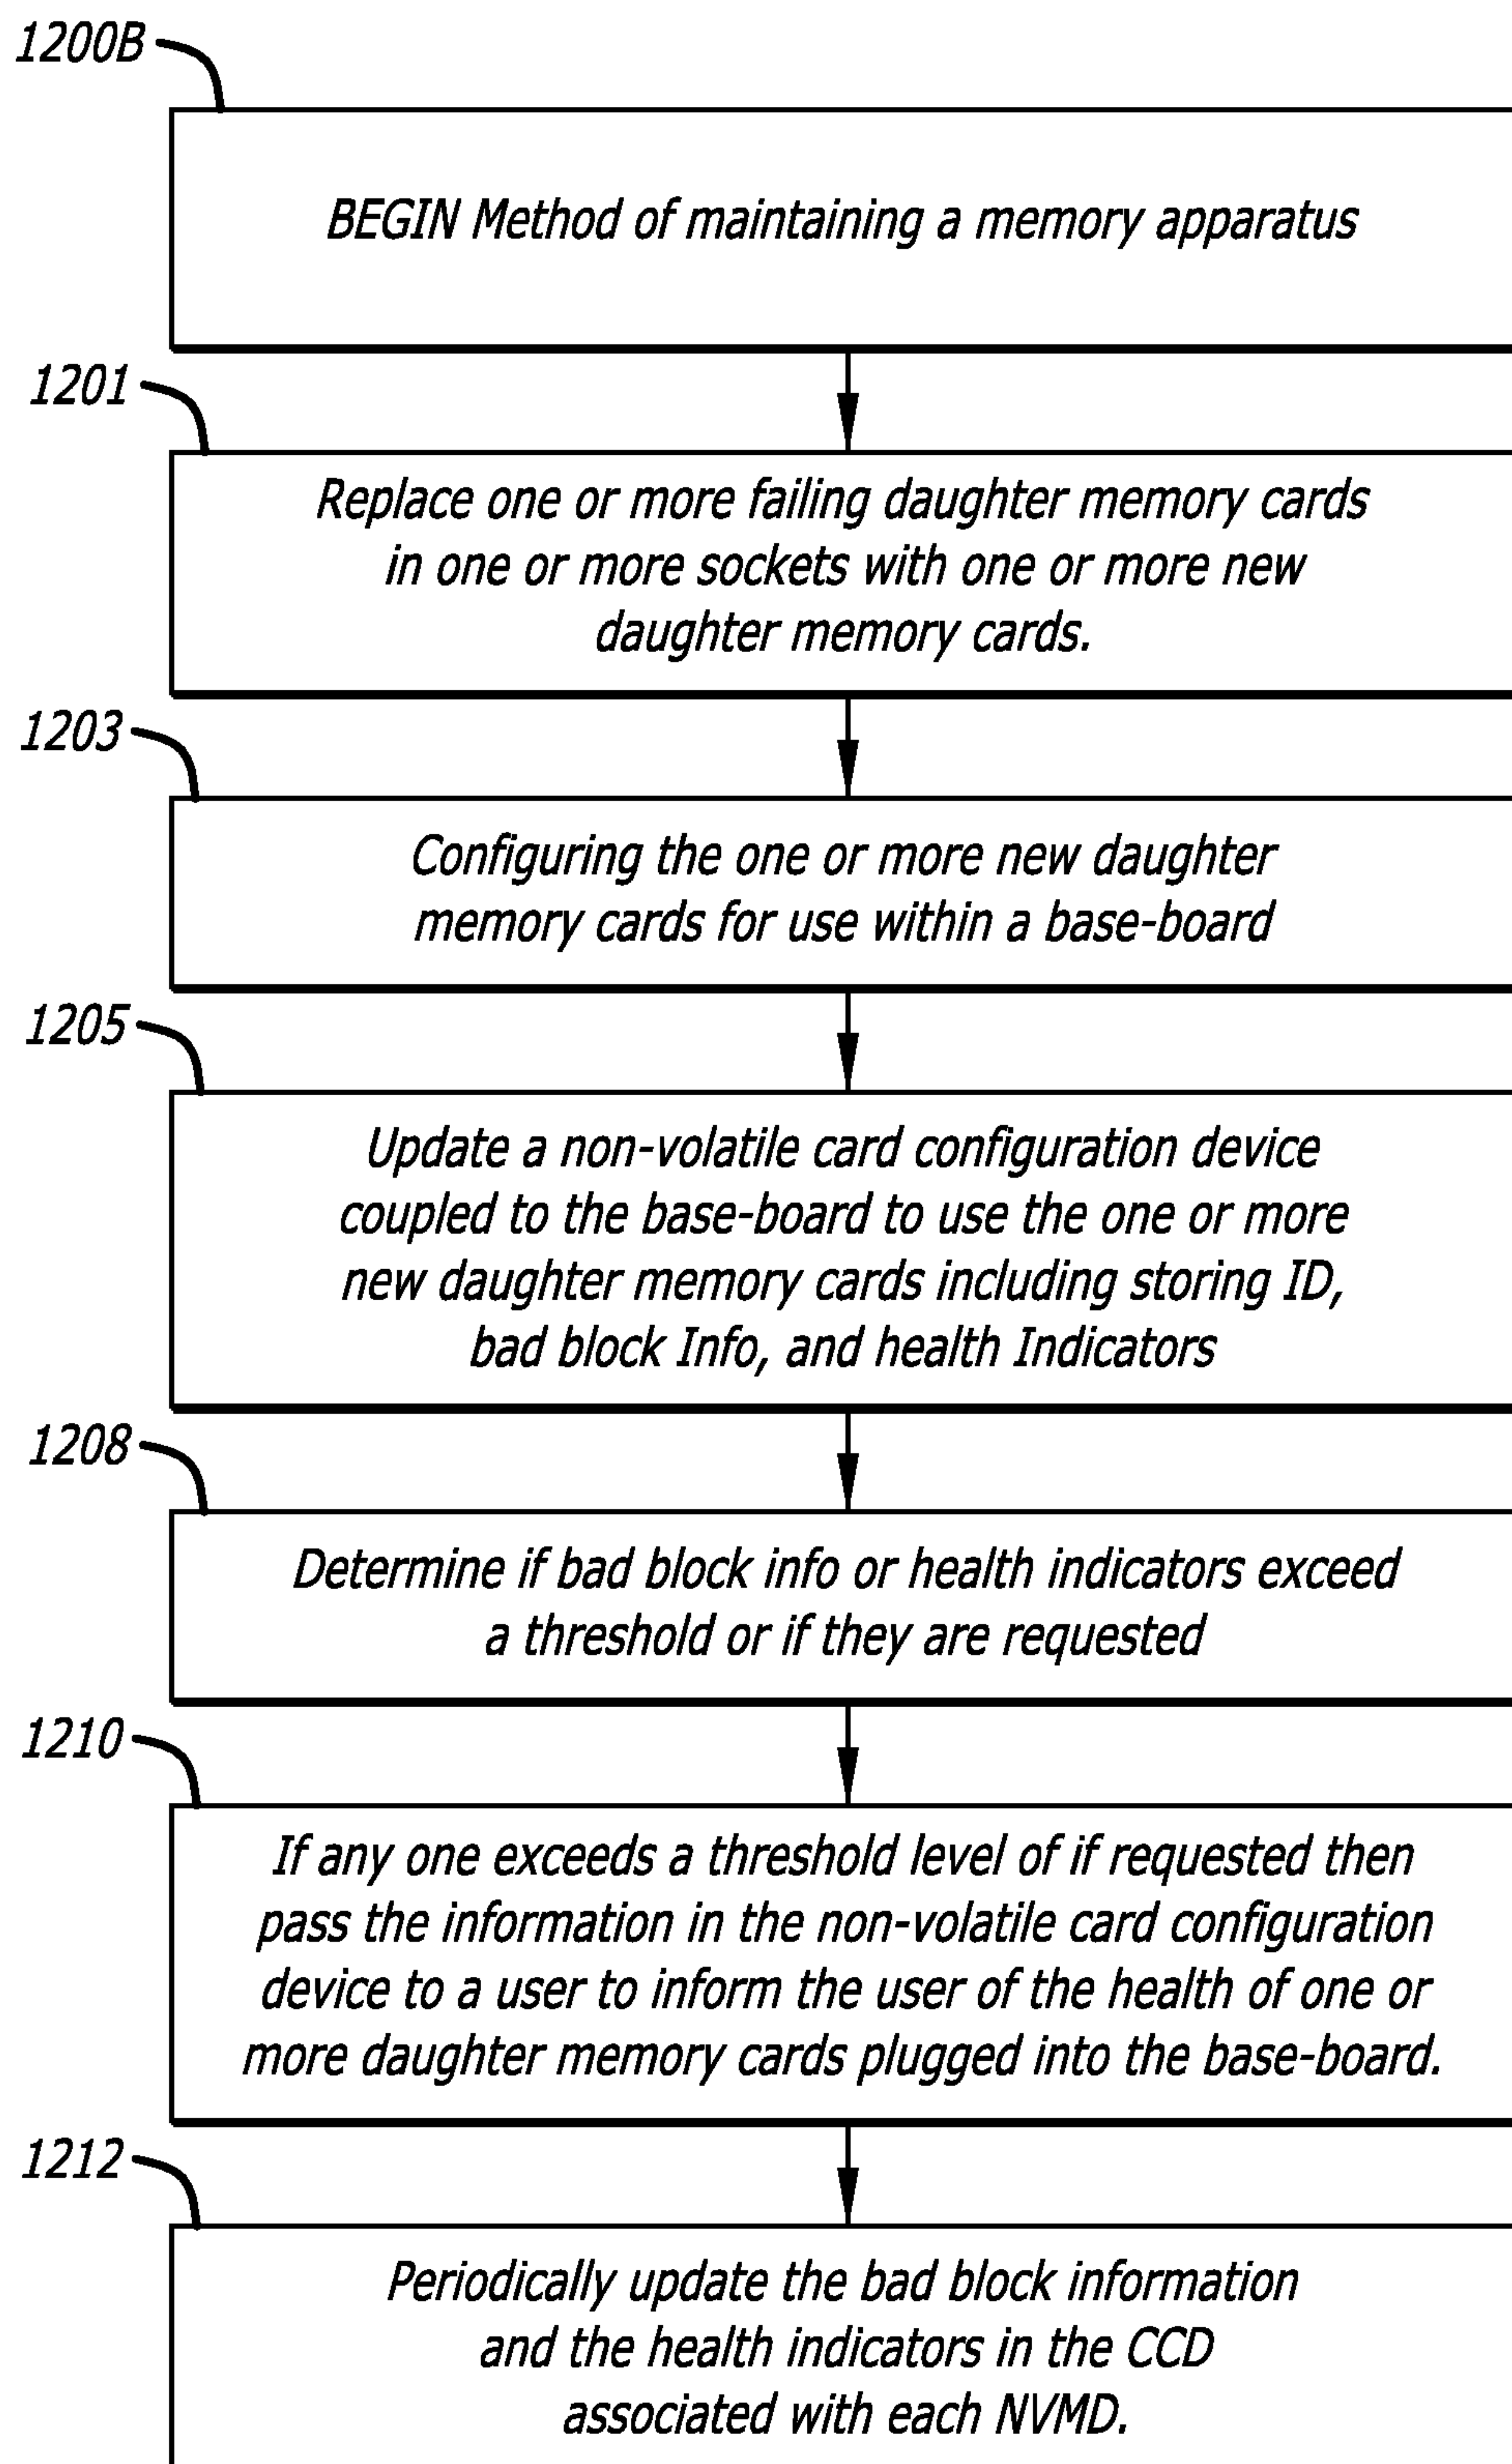 1200B
BEGIN Method of maintaining a memory apparatus
1201
Replace one or more failing daughter memory cards
in one or more sockets with one or more new
daughter memory cards.
1203
Configuring the one or more new daughter
memory cards for use within a base-board
1205
Update a non-volatile card configuration device
coupled to the base-board to use the one or more
new daughter memory cards including storing ID,
bad block Info, and health Indicators
1208
Determine if bad block info or health indicators exceed
a threshold or if they are requested
1210
If any one exceeds a threshold level of if requested then
pass the information in the non-volatile card configuration
device to a user to inform the user of the health of one or
more daughter memory cards plugged into the base-board.
1212
Periodically update the bad block information
and the health indicators in the CCD
associated with each NVMD.